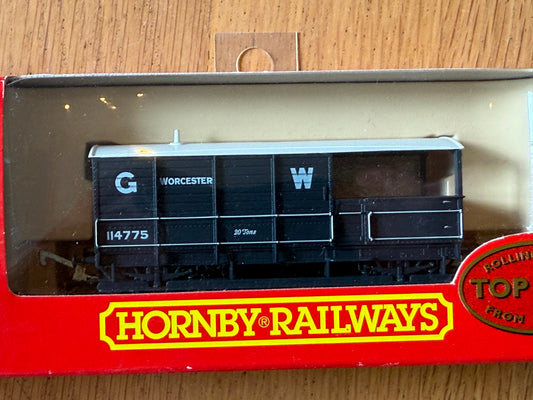 G WORCESTER W
114775 20 Tons
HORNBY® RAILWAYS
ROLLING
TOP
FROM